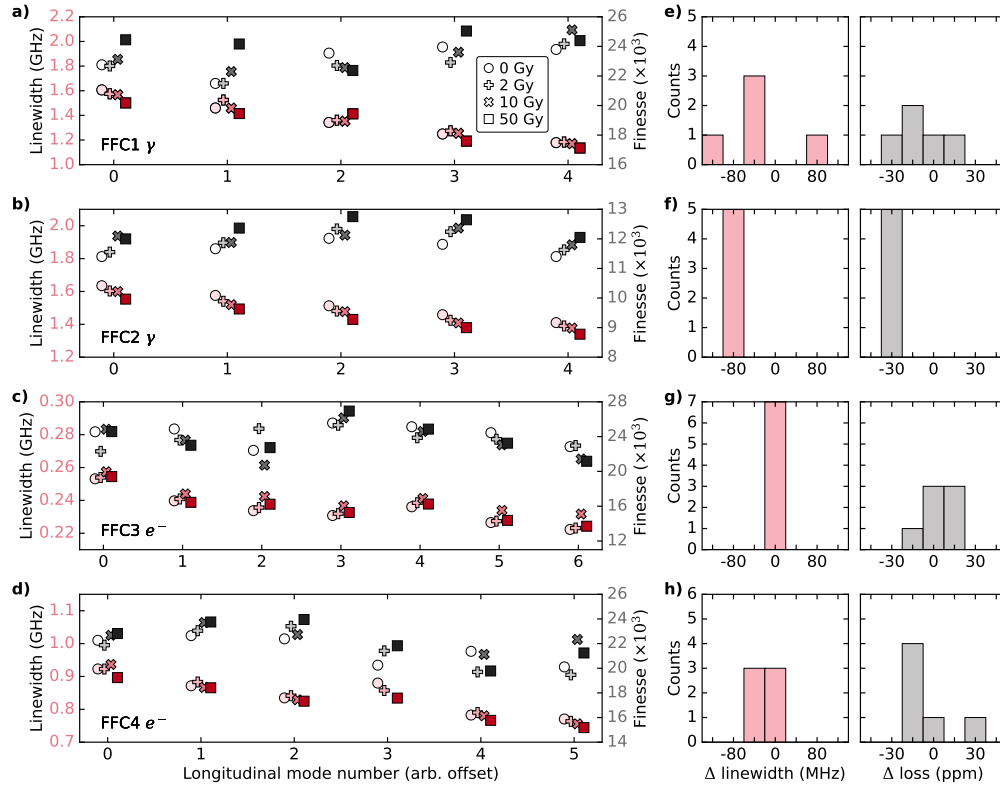 a)
2.2
2.0
1.8
1.6
1.4
1.2
1.0
Linewidth (GHz)
FFC1 γ
0 1 2 3 4
26
24
22
20
18
16
Finesse (×10³)
0 Gy
2 Gy
10 Gy
50 Gy
e)
5
4
3
2
1
0
Counts
-80 0 80
-30 0 30
b)
2.0
1.8
1.6
1.4
1.2
Linewidth (GHz)
FFC2 γ
0 1 2 3 4
13
12
11
10
9
8
Finesse (×10³)
f)
5
4
3
2
1
0
Counts
-80 0 80
-30 0 30
c)
0.30
0.28
0.26
0.24
0.22
Linewidth (GHz)
FFC3 e⁻
0 1 2 3 4 5 6
28
24
20
16
12
Finesse (×10³)
g)
7
6
5
4
3
2
1
0
Counts
-80 0 80
-30 0 30
d)
1.1
1.0
0.9
0.8
0.7
Linewidth (GHz)
FFC4 e⁻
0 1 2 3 4 5
Longitudinal mode number (arb. offset)
26
24
22
20
18
16
14
Finesse (×10³)
h)
6
5
4
3
2
1
0
Counts
-80 0 80
Δ linewidth (MHz)
-30 0 30
Δ loss (ppm)